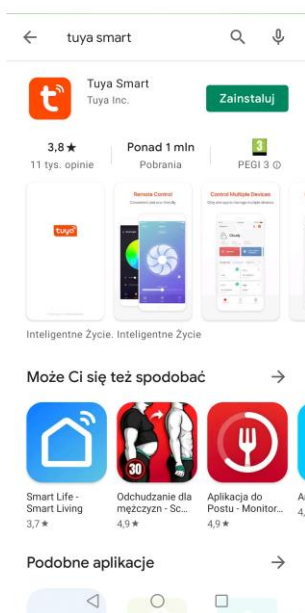 tuya smart
Tuya Smart
Tuya Inc.
Zainstaluj
3,8★
11 tys. opinie
Ponad 1 mln
Pobrania
3
PEGI 3
tuya
Remote Control
Control Multiple Devices
Inteligentne Życie. Inteligentne Życie
Może Ci się też spodobać
30
Smart Life -
Smart Living
3,7★
Odchudzanie dla
mężczyzn - Sc...
4,9★
Aplikacja do
Postu - Monitor...
4,9★
Podobne aplikacje